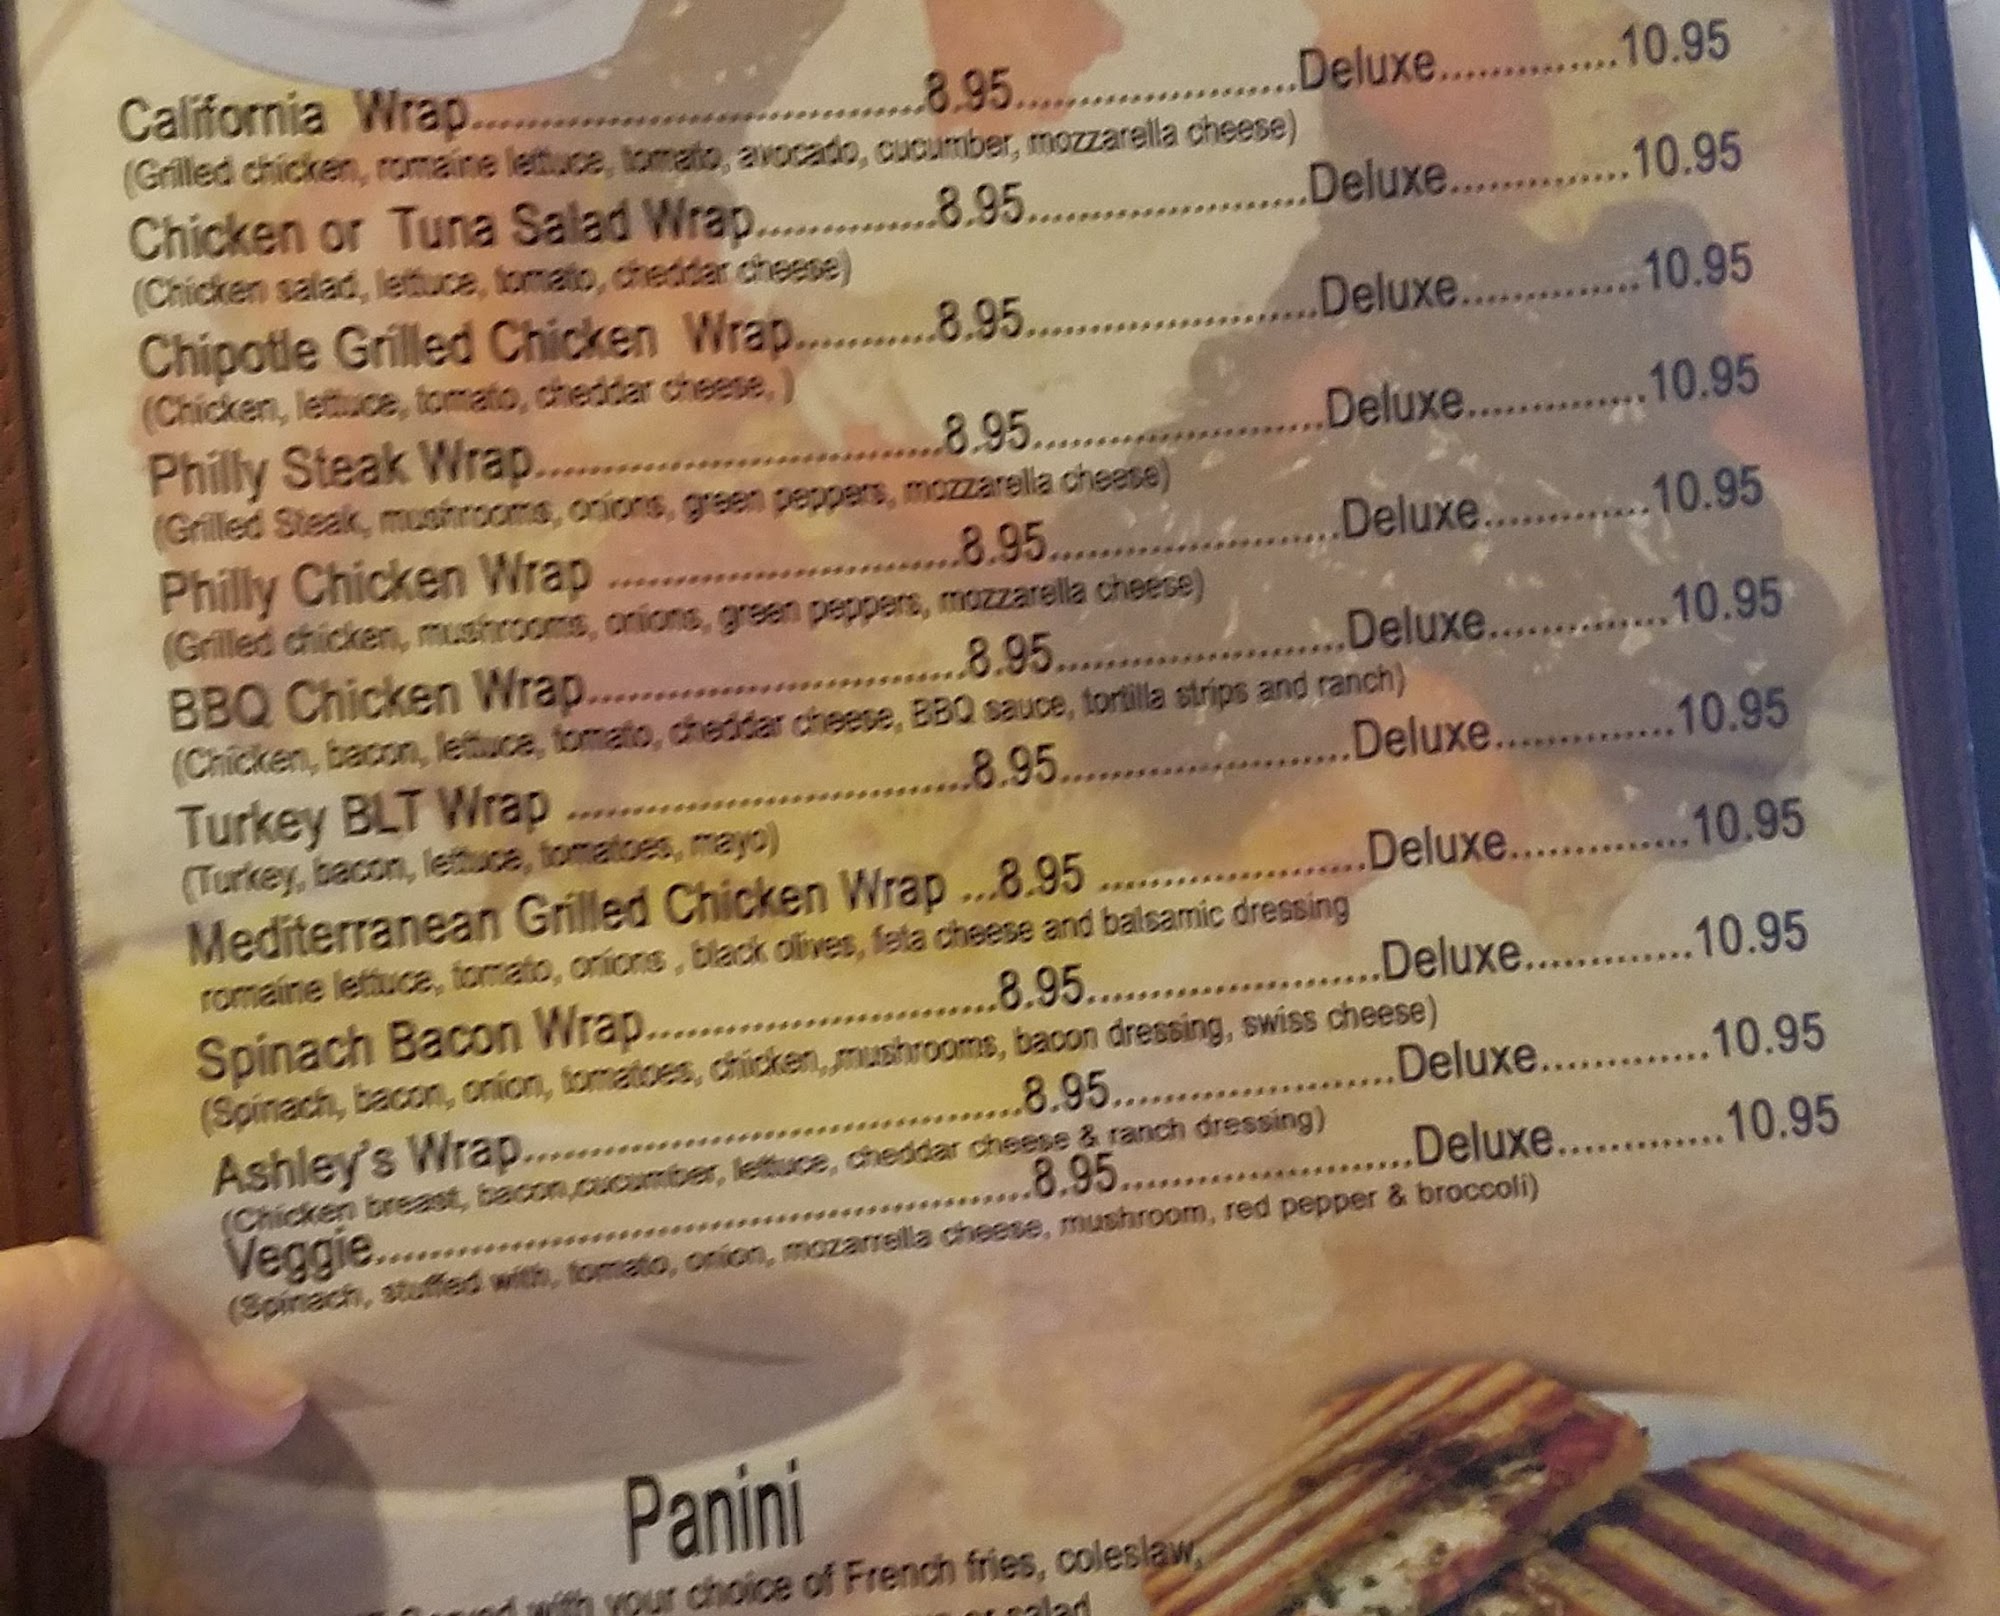 California Wrap..................................8.95......................Deluxe..............10.95
(Grilled chicken, romaine lettuce, tomato, avocado, cucumber, mozzarella cheese)
Chicken or Tuna Salad Wrap..............8.95......................Deluxe..............10.95
(Chicken salad, lettuce, tomato, cheddar cheese)
Chipotle Grilled Chicken Wrap...........8.95.......................Deluxe..............10.95
(Chicken, lettuce, tomato, cheddar cheese, )
Philly Steak Wrap................................8.95.......................Deluxe..............10.95
(Grilled Steak, mushrooms, onions, green peppers, mozzarella cheese)
Philly Chicken Wrap ...........................8.95.......................Deluxe.............10.95
(Grilled chicken, mushrooms, onions, green peppers, mozzarella cheese)
BBQ Chicken Wrap.............................8.95.......................Deluxe..............10.95
(Chicken, bacon, lettuce, tomato, cheddar cheese, BBQ sauce, tortilla strips and ranch)
Turkey BLT Wrap ...............................8.95.......................Deluxe..............10.95
(Turkey, bacon, lettuce, tomatoes, mayo)
Mediterranean Grilled Chicken Wrap ...8.95 .....................Deluxe..............10.95
romaine lettuce, tomato, onions , black olives, feta cheese and balsamic dressing
Spinach Bacon Wrap...........................8.95.......................Deluxe.............10.95
(Spinach, bacon, onion, tomatoes, chicken,,mushrooms, bacon dressing, swiss cheese)
Ashley's Wrap.......................................8.95......................Deluxe.............10.95
(Chicken breast, bacon,cucumber, lettuce, cheddar cheese & ranch dressing)
Veggie....................................................8.95.......................Deluxe.............10.95
(Spinach, stuffed with, tomato, onion, mozarrella cheese, mushroom, red pepper & broccoli)
Panini
Served with your choice of French fries, coleslaw,
or salad